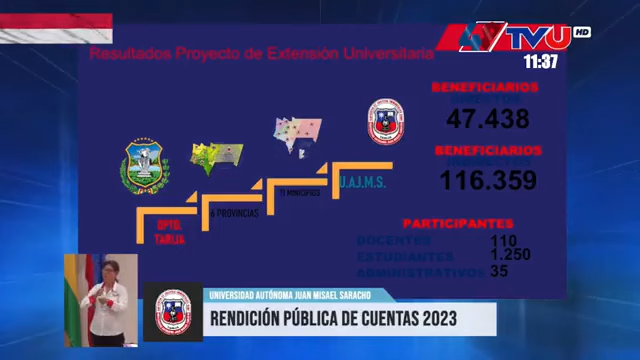 Resultados Proyecto de Extensión Universitaria
TVU HD
11:37
BENEFICIARIOS
47.438
BENEFICIARIOS
116.359
U.A.J.M.S.
11 MUNICIPIOS
6 PROVINCIAS
DPTO.
TARIJA
PARTICIPANTES
DOCENTES 110
ESTUDIANTES 1.250
ADMINISTRATIVOS 35
UNIVERSIDAD AUTÓNOMA JUAN MISAEL SARACHO
RENDICIÓN PÚBLICA DE CUENTAS 2023